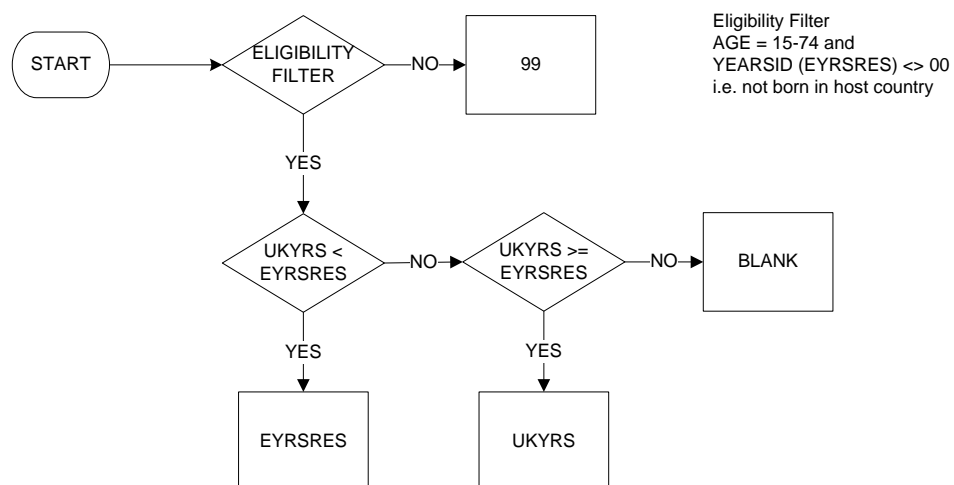 START
ELIGIBILITY
FILTER
NO
99
Eligibility Filter
AGE = 15-74 and
YEARSID (EYRSRES) <> 00
i.e. not born in host country
YES
UKYRS <
EYRSRES
NO
UKYRS >=
EYRSRES
NO
BLANK
YES
YES
EYRSRES
UKYRS